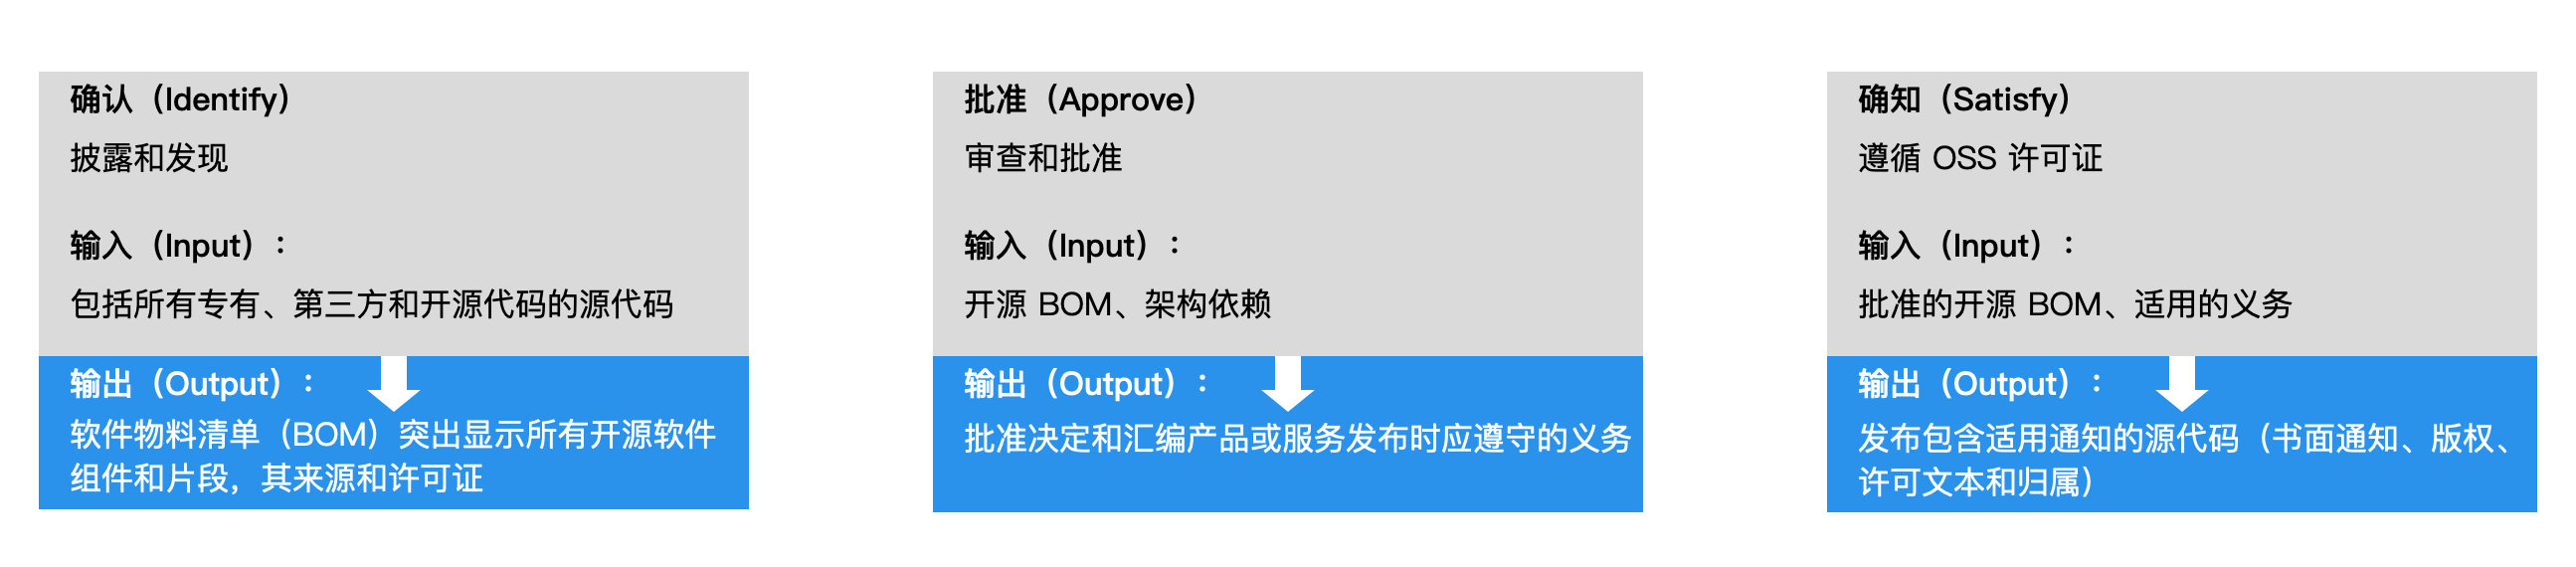 确认（Identify）
披露和发现
输入（Input）：
包括所有专有、第三方和开源代码的源代码
输出（Output）：
软件物料清单（BOM）突出显示所有开源软件
组件和片段，其来源和许可证
批准（Approve）
审查和批准
输入（Input）：
开源 BOM、架构依赖
输出（Output）：
批准决定和汇编产品或服务发布时应遵守的义务
确知（Satisfy）
遵循 OSS 许可证
输入（Input）：
批准的开源 BOM、适用的义务
输出（Output）：
发布包含适用通知的源代码（书面通知、版权、
许可文本和归属）